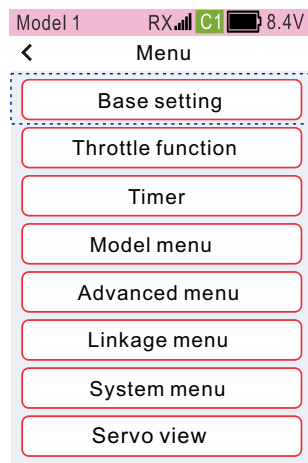 Model 1 RX C1 8.4V
Menu
Base setting
Throttle function
Timer
Model menu
Advanced menu
Linkage menu
System menu
Servo view